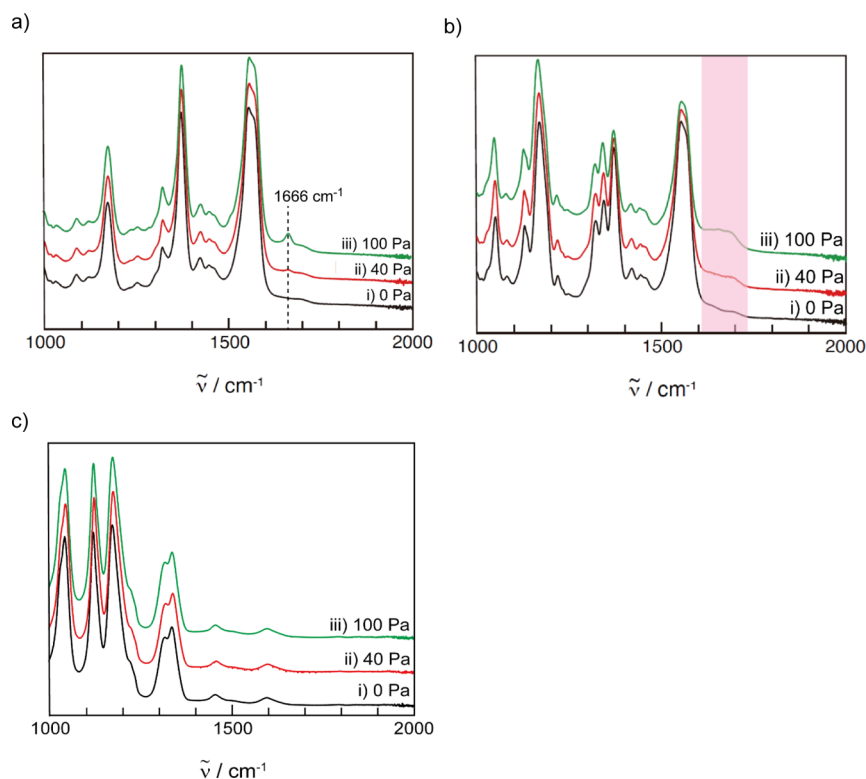 a)
1666 cm-1
iii) 100 Pa
ii) 40 Pa
i) 0 Pa
1000 1500 2000
ν̃ / cm-1
b)
iii) 100 Pa
ii) 40 Pa
i) 0 Pa
1000 1500 2000
ν̃ / cm-1
c)
iii) 100 Pa
ii) 40 Pa
i) 0 Pa
1000 1500 2000
ν̃ / cm-1